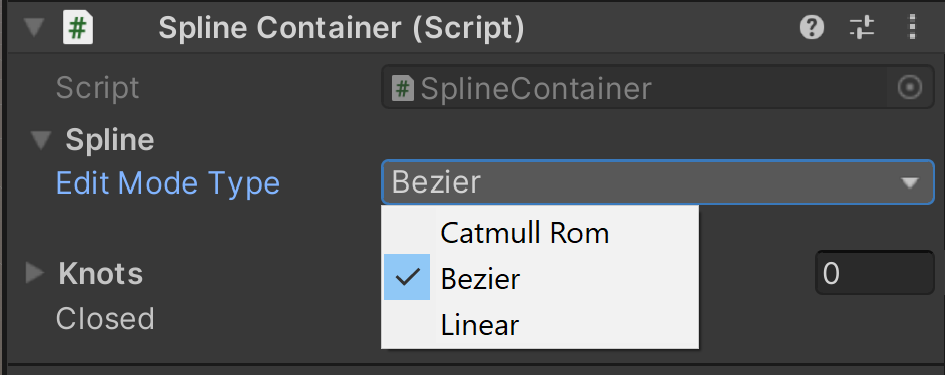 # Spline Container (Script)
Script # SplineContainer
Spline
Edit Mode Type Bezier
Catmull Rom
Knots 0
Bezier
Closed
Linear